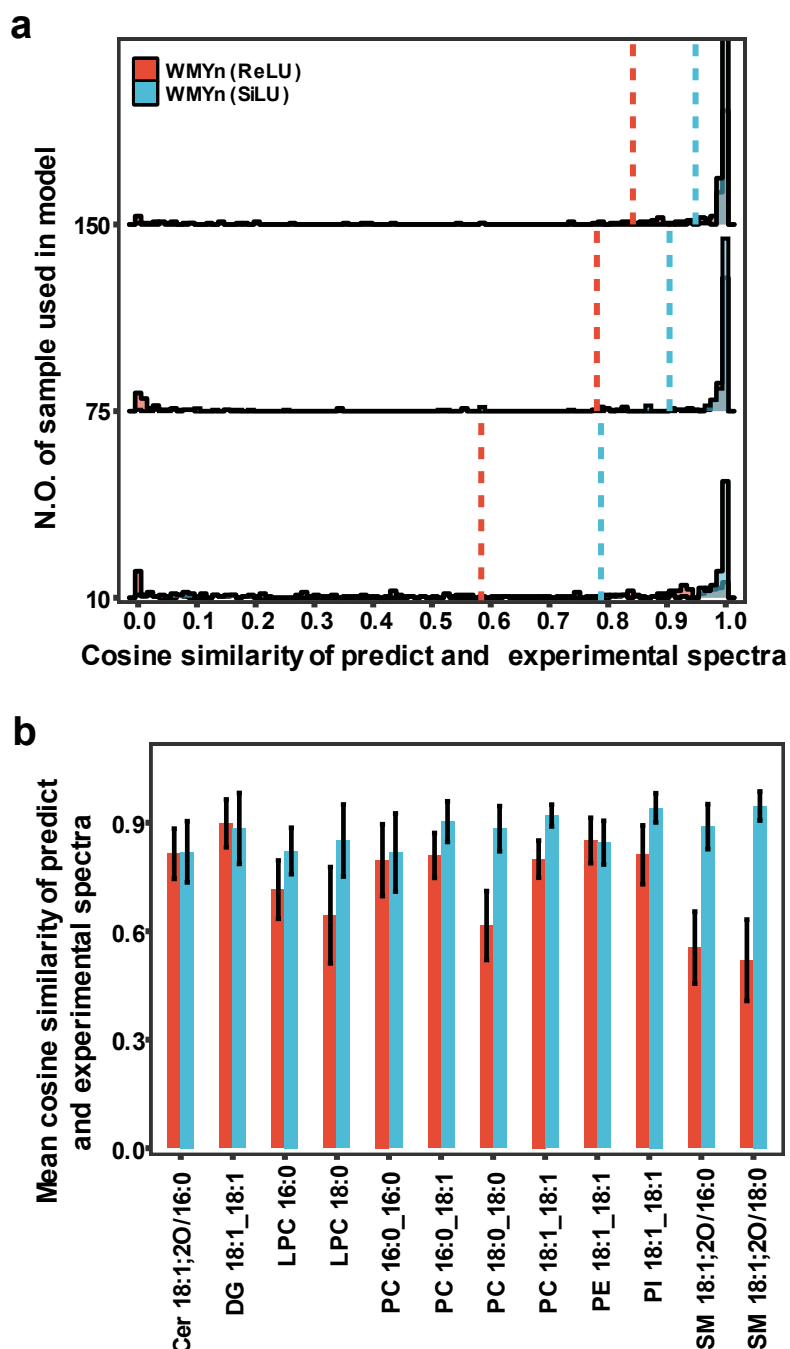 a
WMYn (ReLU)
WMYn (SiLU)
N.O. of sample used in model
150
75
10
0.0 0.1 0.2 0.3 0.4 0.5 0.6 0.7 0.8 0.9 1.0
Cosine similarity of predict and experimental spectra
b
Mean cosine similarity of predict
and experimental spectra
0.9
0.6
0.3
0.0
Cer 18:1;2O/16:0
DG 18:1_18:1
LPC 16:0
LPC 18:0
PC 16:0_16:0
PC 16:0_18:1
PC 18:0_18:0
PC 18:1_18:1
PE 18:1_18:1
PI 18:1_18:1
SM 18:1;2O/16:0
SM 18:1;2O/18:0